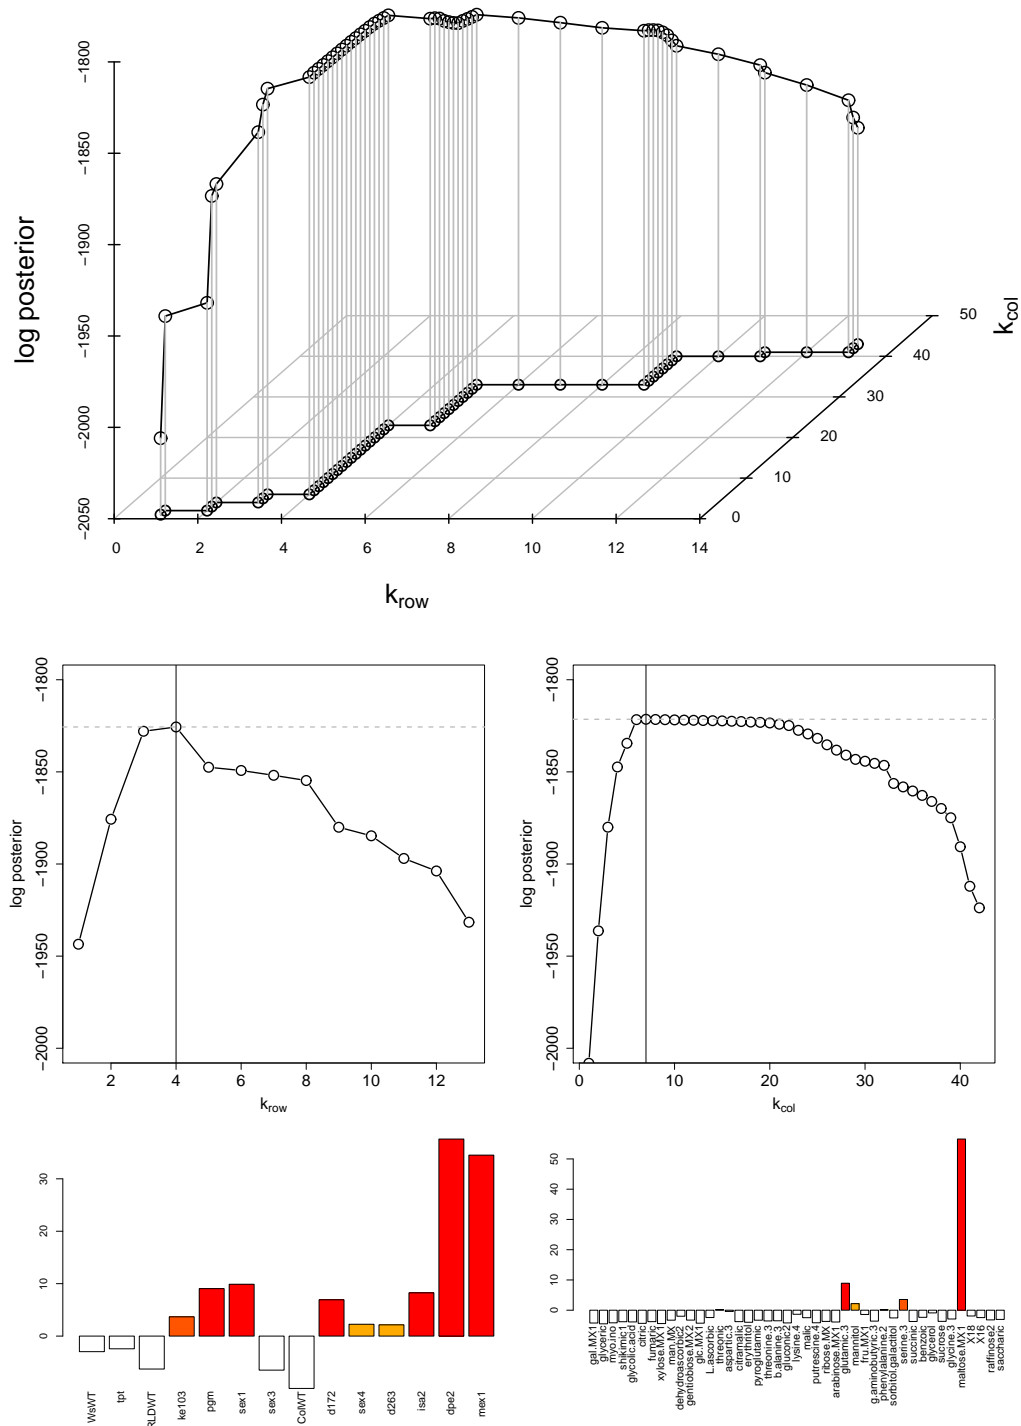 -1800
-1850
-1900
-1950
-2000
-2050
log posterior
0 2 4 6 8 10 12 14
k_row
0
10
20
30
40
50
k_col
-1800
-1850
-1900
-1950
-2000
log posterior
2 4 6 8 10 12
k_row
-1800
-1850
-1900
-1950
-2000
log posterior
0 10 20 30 40
k_col
30
20
10
0
WsWT
tpt
RLDWT
ke103
pgm
sex1
sex3
ColWT
d172
sex4
d263
isa2
dpe2
mex1
50
40
30
20
10
0
gal.MX1
glyceric
myo.ino
shikimic1
glycolic.acid
citric
fumaric
xylose.MX1
man.MX
dehydroascorbic2
gentiobiose.MX2
glc.MX1
L.ascorbic
threonic
aspartic.3
citramalic
erythritol
pyroglutamic
threonine.3
b.alanine.3
gluconic.2
lysine.4
malic
putresine.4
ribose.MX
arabinose.MX1
glutamic.3
mannitol
fru.MX1
g.aminobutyric.3
phenylalanine.2
sorbitol.galactitol
serine.3
succinic
benzoic
glycerol
sucrose
glycine.3
maltose.MX1
X18
X16
raffinose2
saccharic